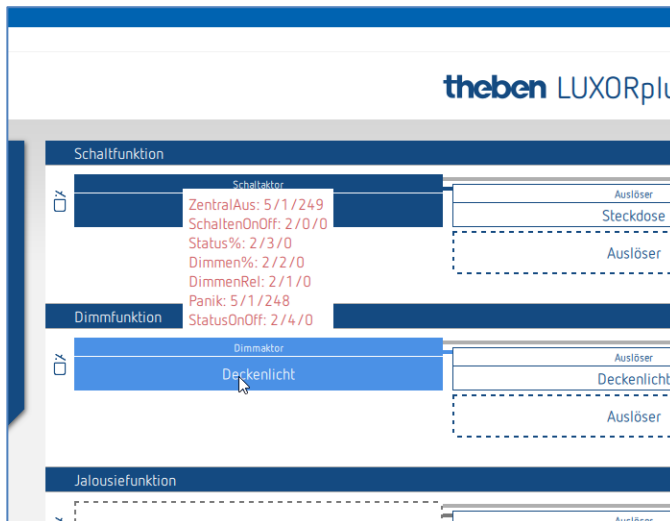 theben LUXORplu
Schaltfunktion
Schaltaktor
ZentralAus: 5/1/249
SchaltenOnOff: 2/0/0
Status%: 2/3/0
Dimmen%: 2/2/0
DimmenRel: 2/1/0
Panik: 5/1/248
StatusOnOff: 2/4/0
Auslöser
Steckdose
Auslöser
Dimmfunktion
Dimmaktor
Deckenlicht
Auslöser
Deckenlicht
Auslöser
Jalousiefunktion
Auslöser